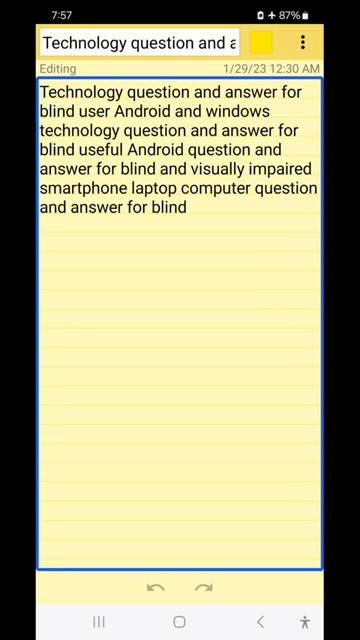 7:57
87%
Technology question and a
Editing
1/29/23 12:30 AM
Technology question and answer for
blind user Android and windows
technology question and answer for
blind useful Android question and
answer for blind and visually impaired
smartphone laptop computer question
and answer for blind